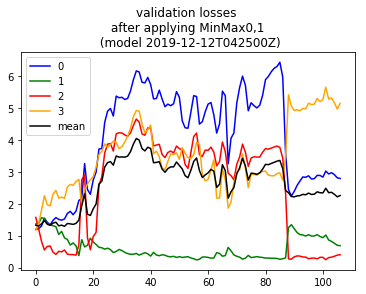 validation losses
after applying MinMax0,1
(model 2019-12-12T042500Z)
0
1
2
3
mean
6
5
4
3
2
1
0
0 20 40 60 80 100